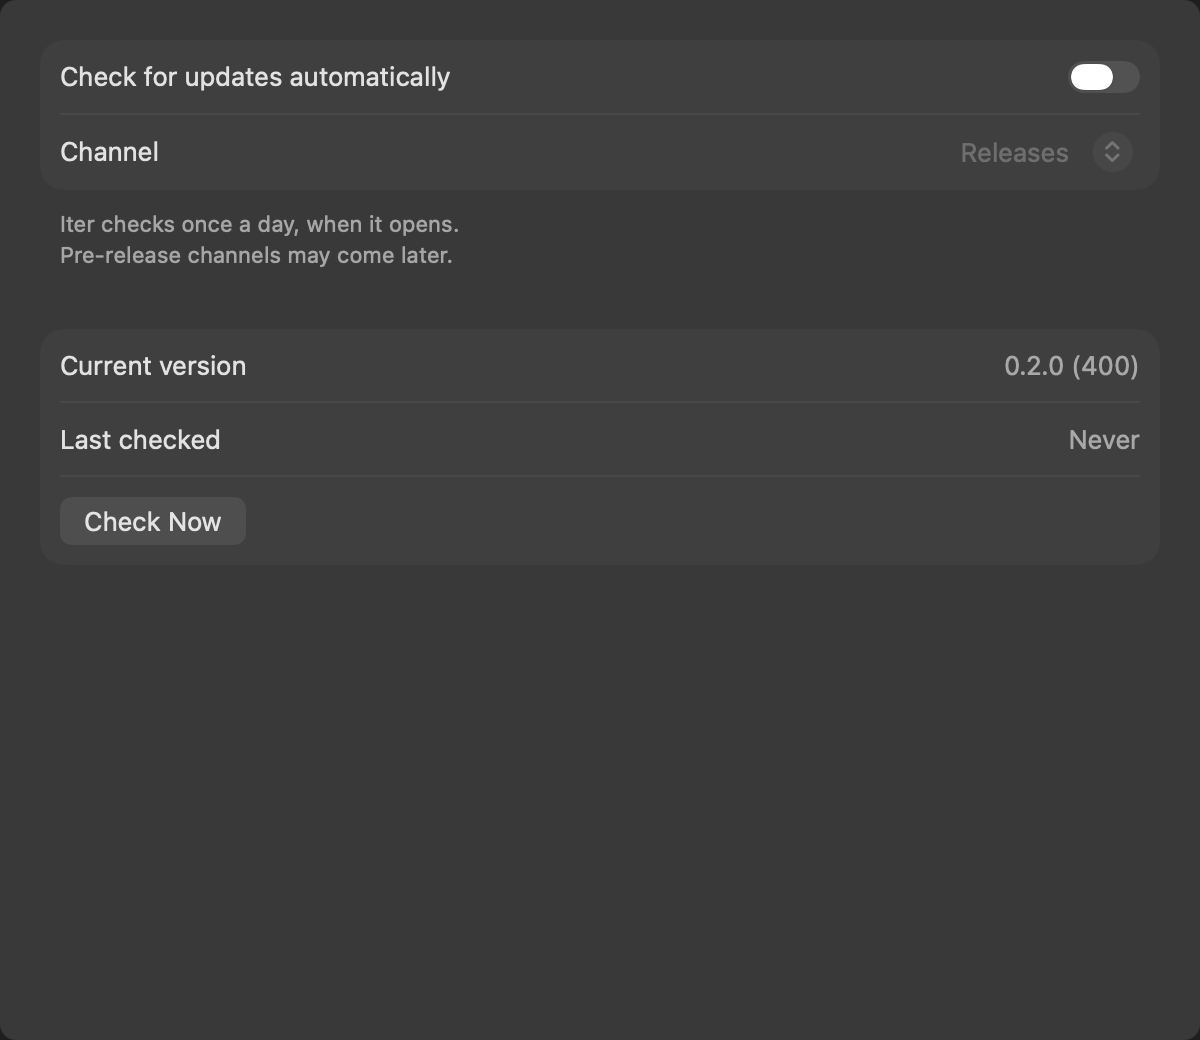 Check for updates automatically
Channel
Releases
Iter checks once a day, when it opens.
Pre-release channels may come later.
Current version
0.2.0 (400)
Last checked
Never
Check Now